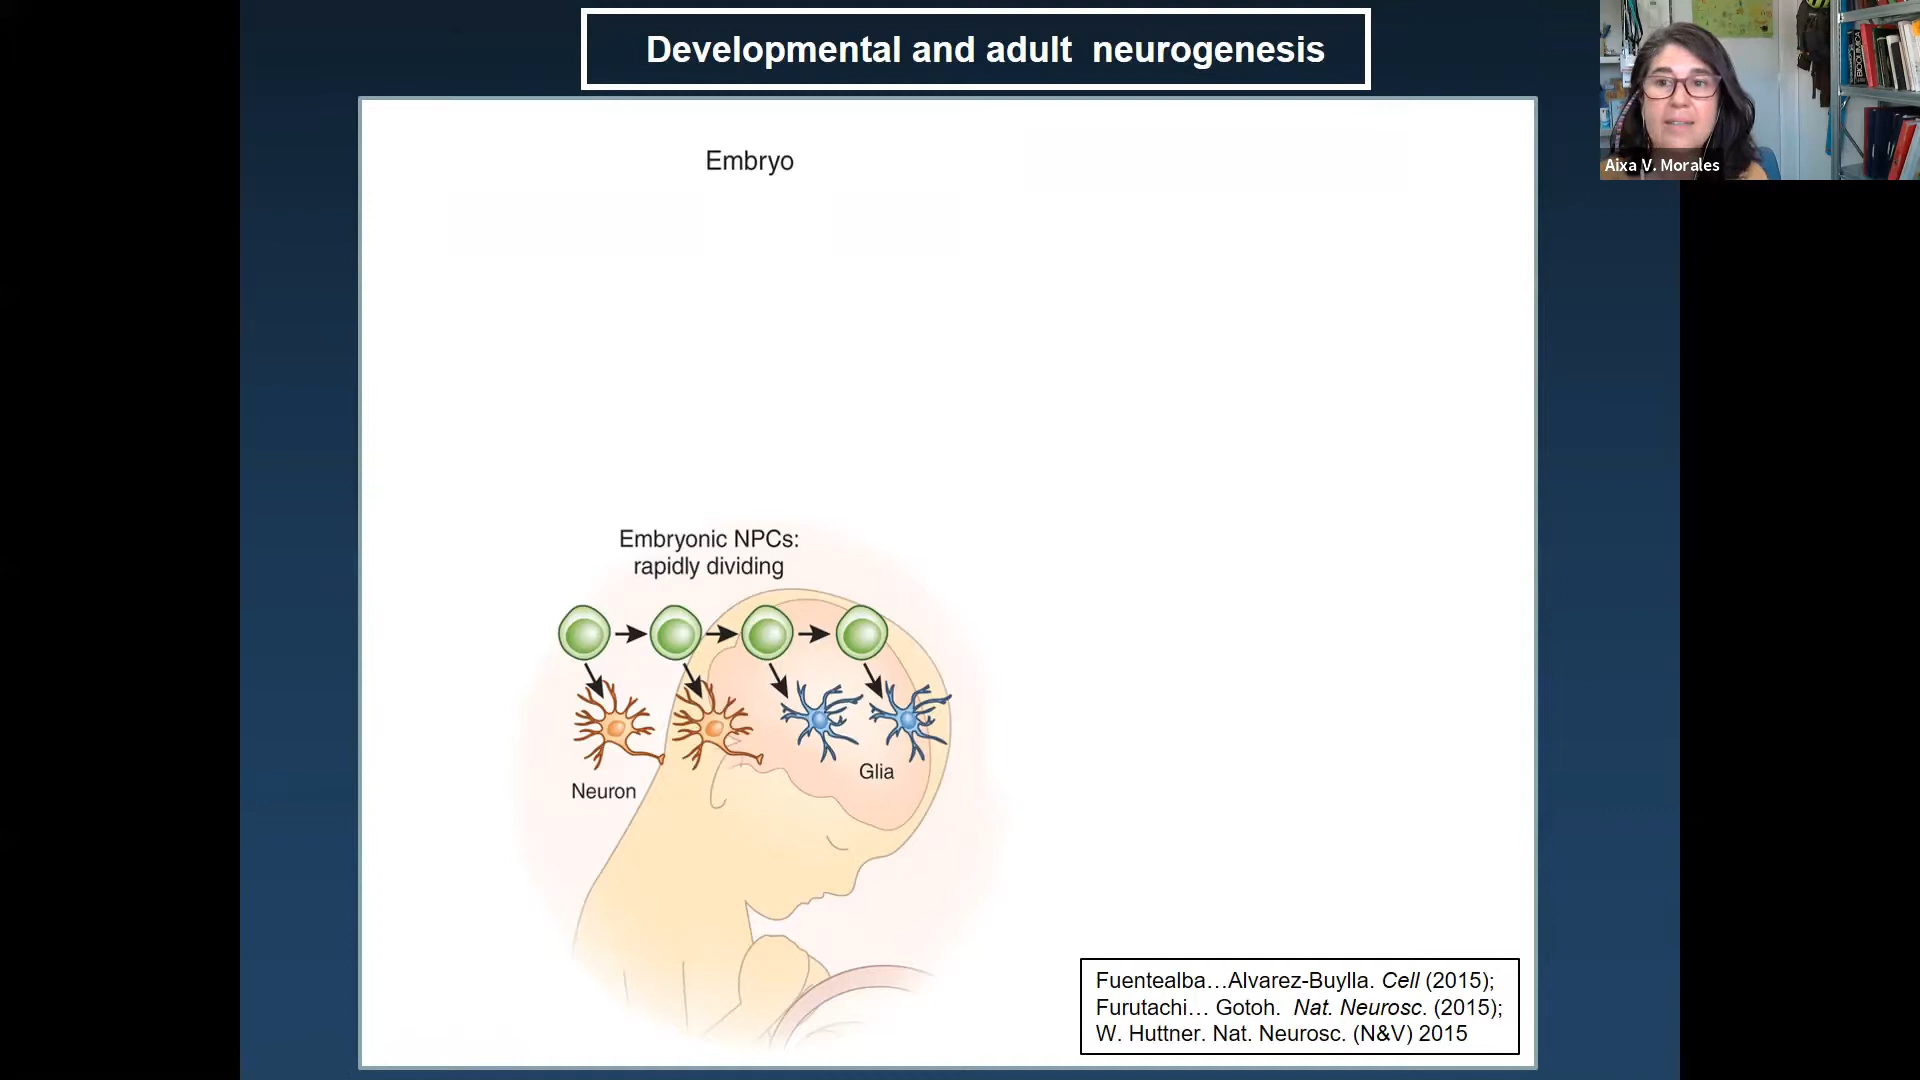 Developmental and adult neurogenesis
Aixa V. Morales
BIOQUIMICA
Embryo
Embryonic NPCs:
rapidly dividing
Neuron
Glia
Fuentealba…Alvarez-Buylla. Cell (2015);
Furutachi… Gotoh. Nat. Neurosc. (2015);
W. Huttner. Nat. Neurosc. (N&V) 2015